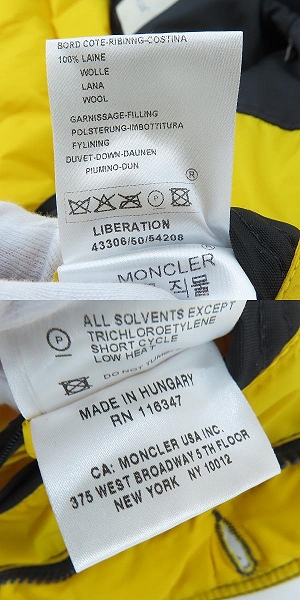 BORD COTE-RIBINNG-COSTINA
100% LAINE
WOLLE
LANA
WOOL
GARNISSAGE-FILLING
POLSTERUNG-IMBOTTITURA
FYLINING
DUVET-DOWN-DAUNEN
PIUMINO-DUN
®
P
LIBERATION
43306/50/54208
MONCLER®
P
ALL SOLVENTS EXCEPT
TRICHLOROETYLENE
SHORT CYCLE
LOW HEAT
DO NOT TUMBLE
MADE IN HUNGARY
RN 116347
CA: MONCLER USA INC.
375 WEST BROADWAY 5TH FLOOR
NEW YORK NY 10012